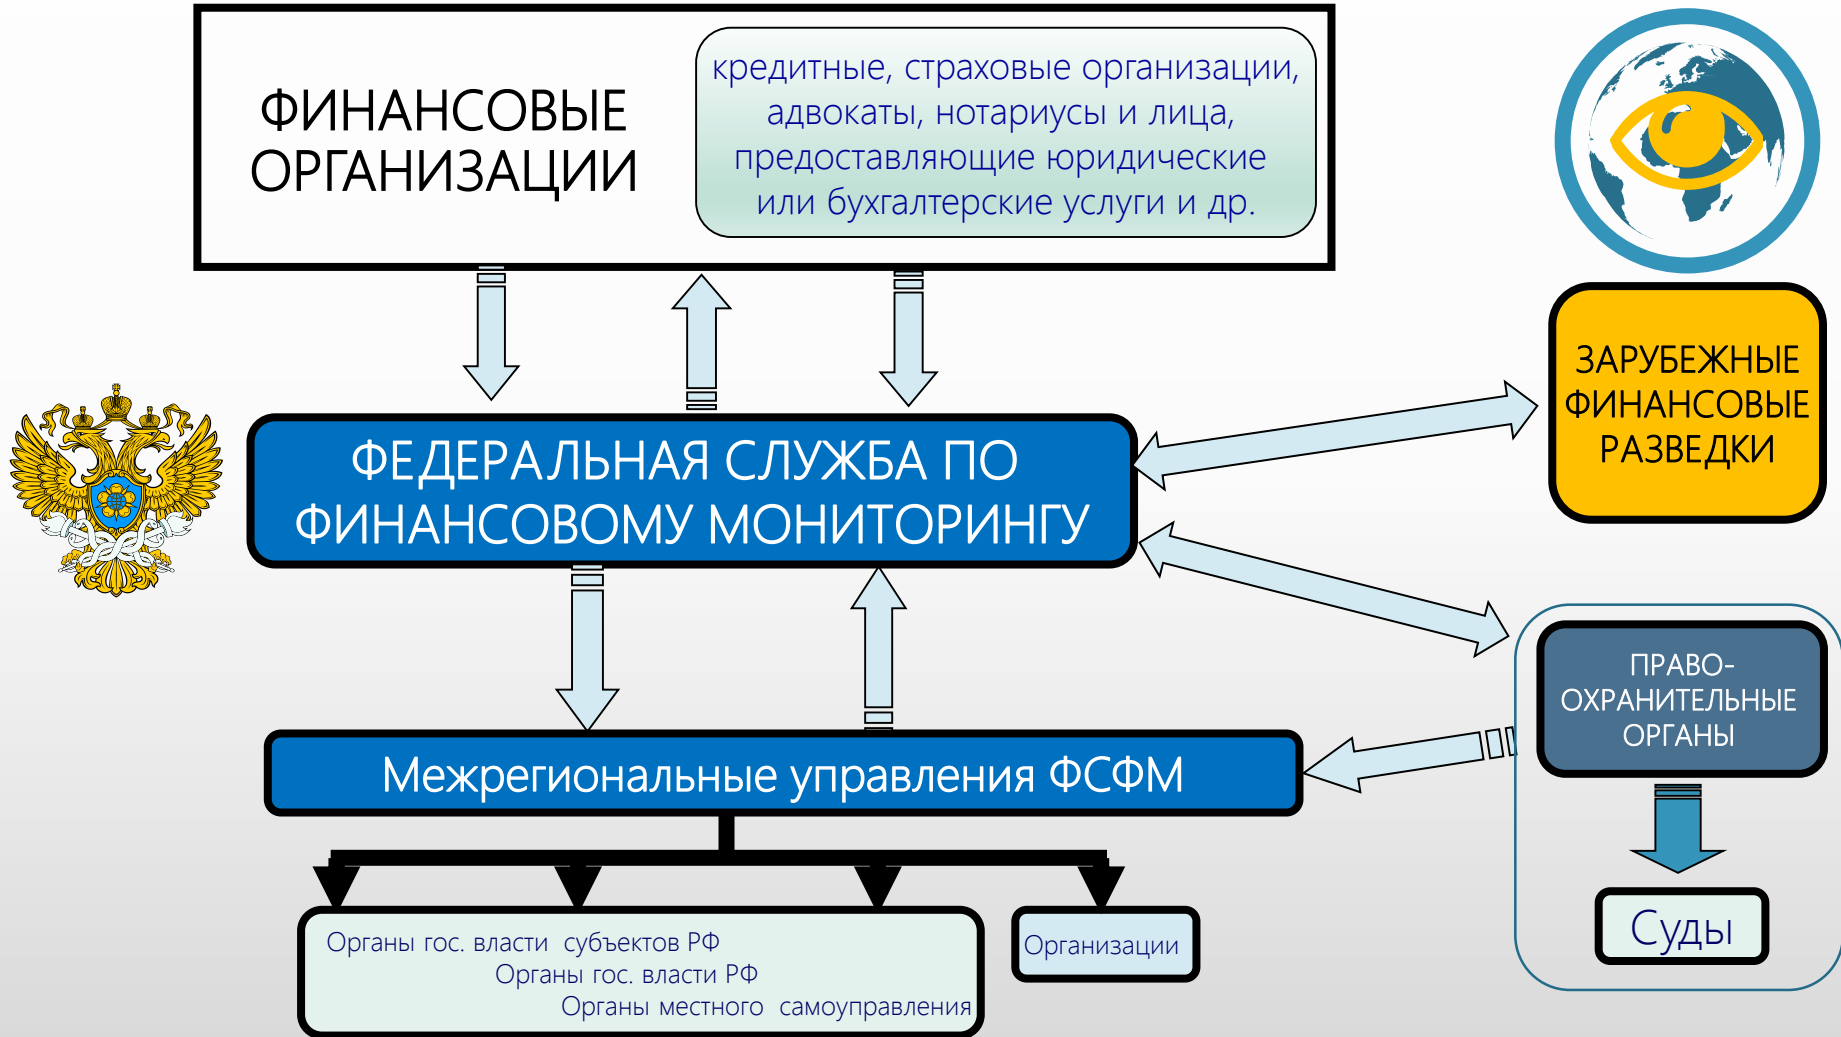 ФИНАНСОВЫЕ
ОРГАНИЗАЦИИ
кредитные, страховые организации,
адвокаты, нотариусы и лица,
предоставляющие юридические
или бухгалтерские услуги и др.
ЗАРУБЕЖНЫЕ
ФИНАНСОВЫЕ
РАЗВЕДКИ
ФЕДЕРАЛЬНАЯ СЛУЖБА ПО
ФИНАНСОВОМУ МОНИТОРИНГУ
ПРАВО-
ОХРАНИТЕЛЬНЫЕ
ОРГАНЫ
Межрегиональные управления ФСФМ
Суды
Органы гос. власти субъектов РФ
Органы гос. власти РФ
Органы местного самоуправления
Организации